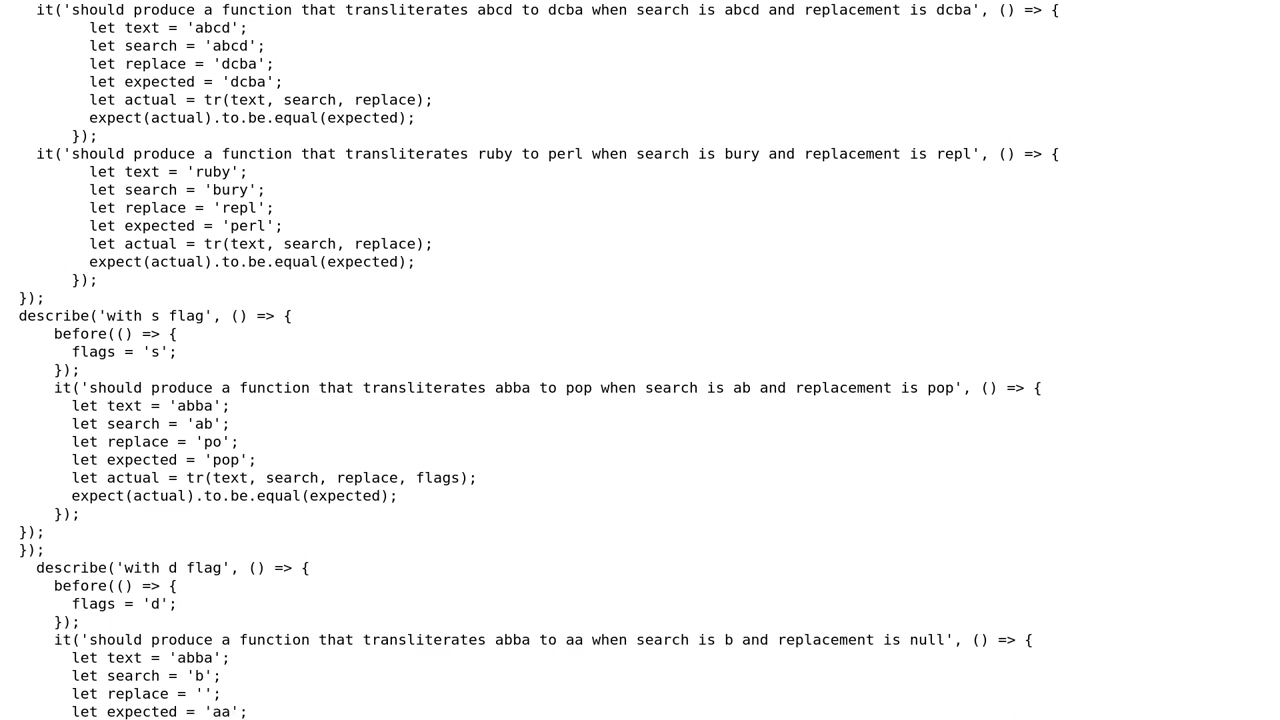 it('should produce a function that transliterates abcd to dcba when search is abcd and replacement is dcba', () => {
let text = 'abcd';
let search = 'abcd';
let replace = 'dcba';
let expected = 'dcba';
let actual = tr(text, search, replace);
expect(actual).to.be.equal(expected);
});
it('should produce a function that transliterates ruby to perl when search is bury and replacement is repl', () => {
let text = 'ruby';
let search = 'bury';
let replace = 'repl';
let expected = 'perl';
let actual = tr(text, search, replace);
expect(actual).to.be.equal(expected);
});
});
describe('with s flag', () => {
before(() => {
flags = 's';
});
it('should produce a function that transliterates abba to pop when search is ab and replacement is pop', () => {
let text = 'abba';
let search = 'ab';
let replace = 'po';
let expected = 'pop';
let actual = tr(text, search, replace, flags);
expect(actual).to.be.equal(expected);
});
});
});
describe('with d flag', () => {
before(() => {
flags = 'd';
});
it('should produce a function that transliterates abba to aa when search is b and replacement is null', () => {
let text = 'abba';
let search = 'b';
let replace = '';
let expected = 'aa';